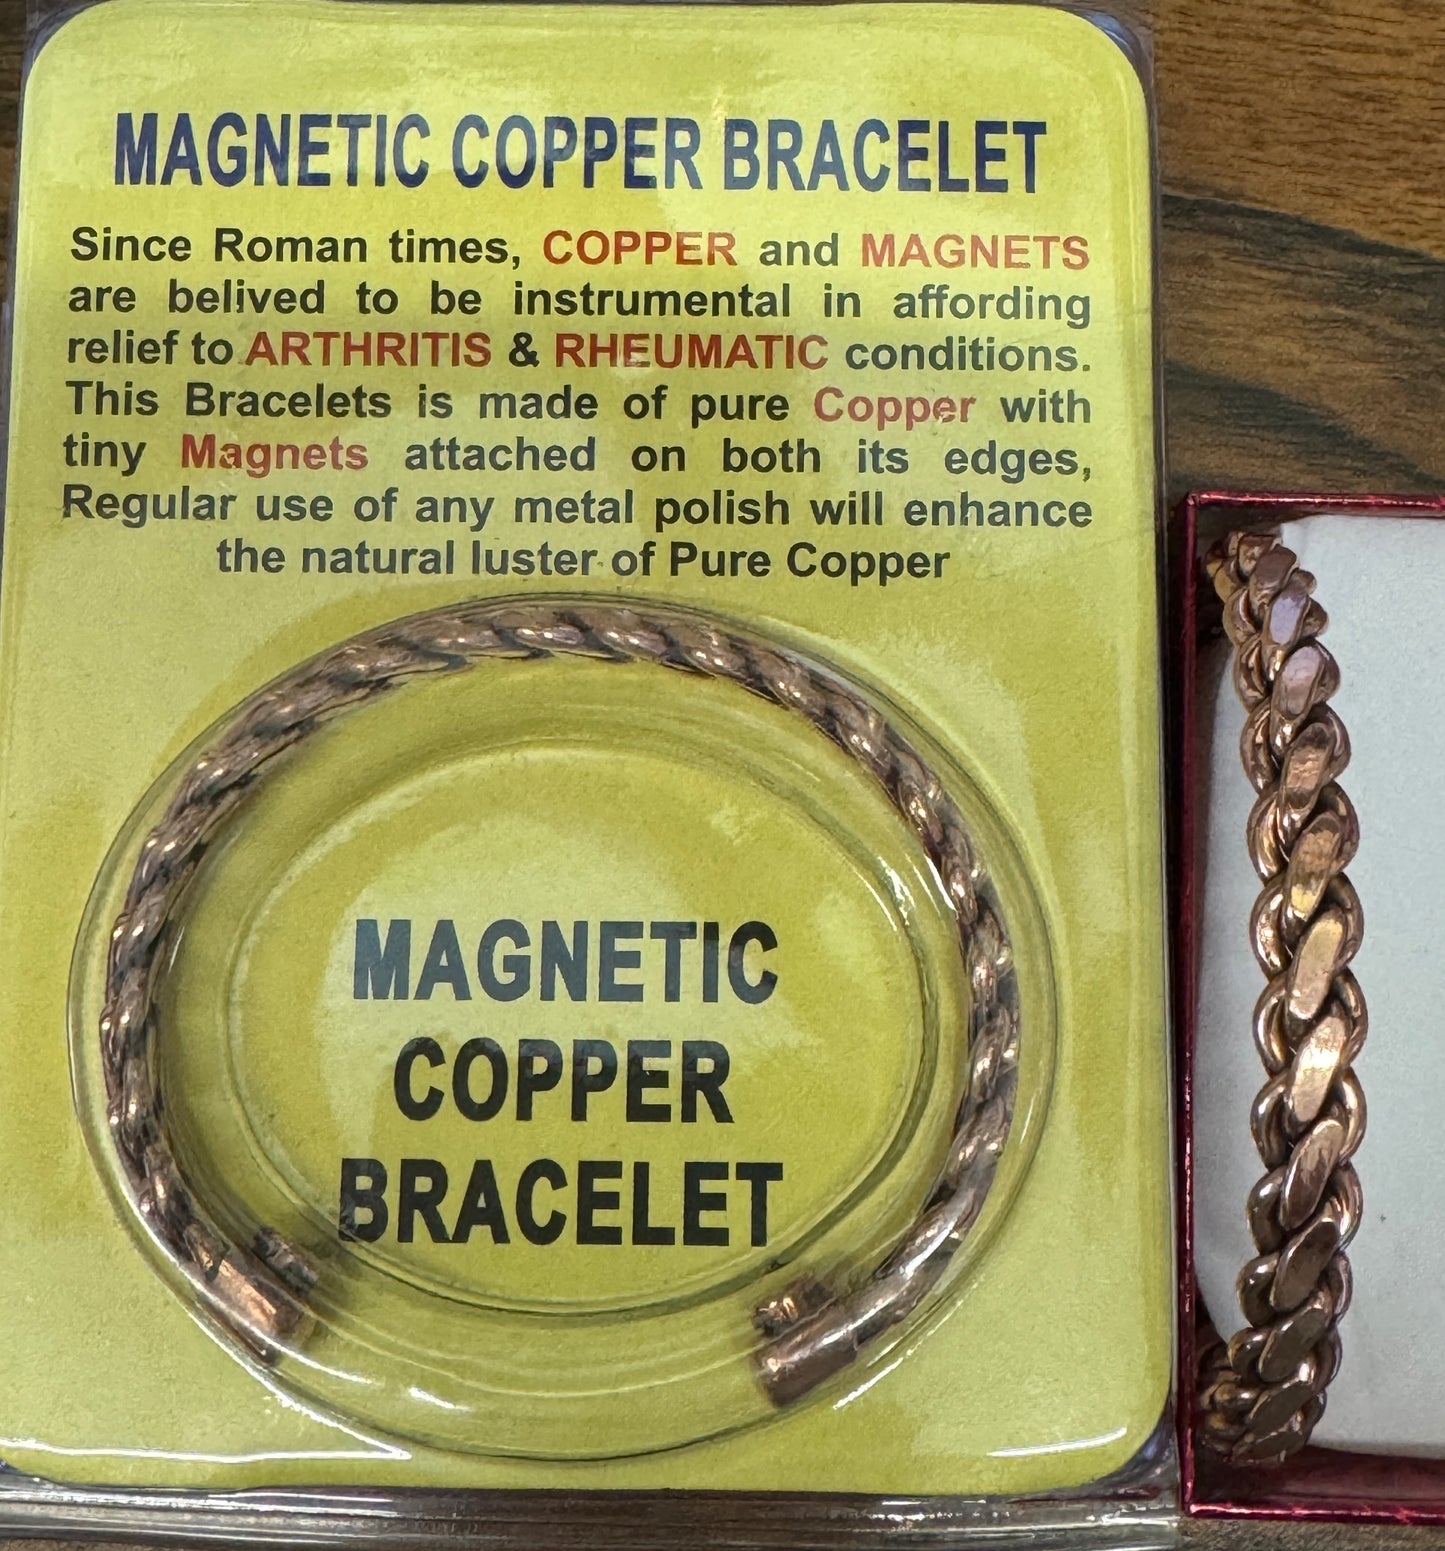 MAGNETIC COPPER BRACELET
Since Roman times, COPPER and MAGNETS
are belived to be instrumental in affording
relief to ARTHRITIS & RHEUMATIC conditions.
This Bracelets is made of pure Copper with
tiny Magnets attached on both its edges,
Regular use of any metal polish will enhance
the natural luster of Pure Copper
MAGNETIC
COPPER
BRACELET